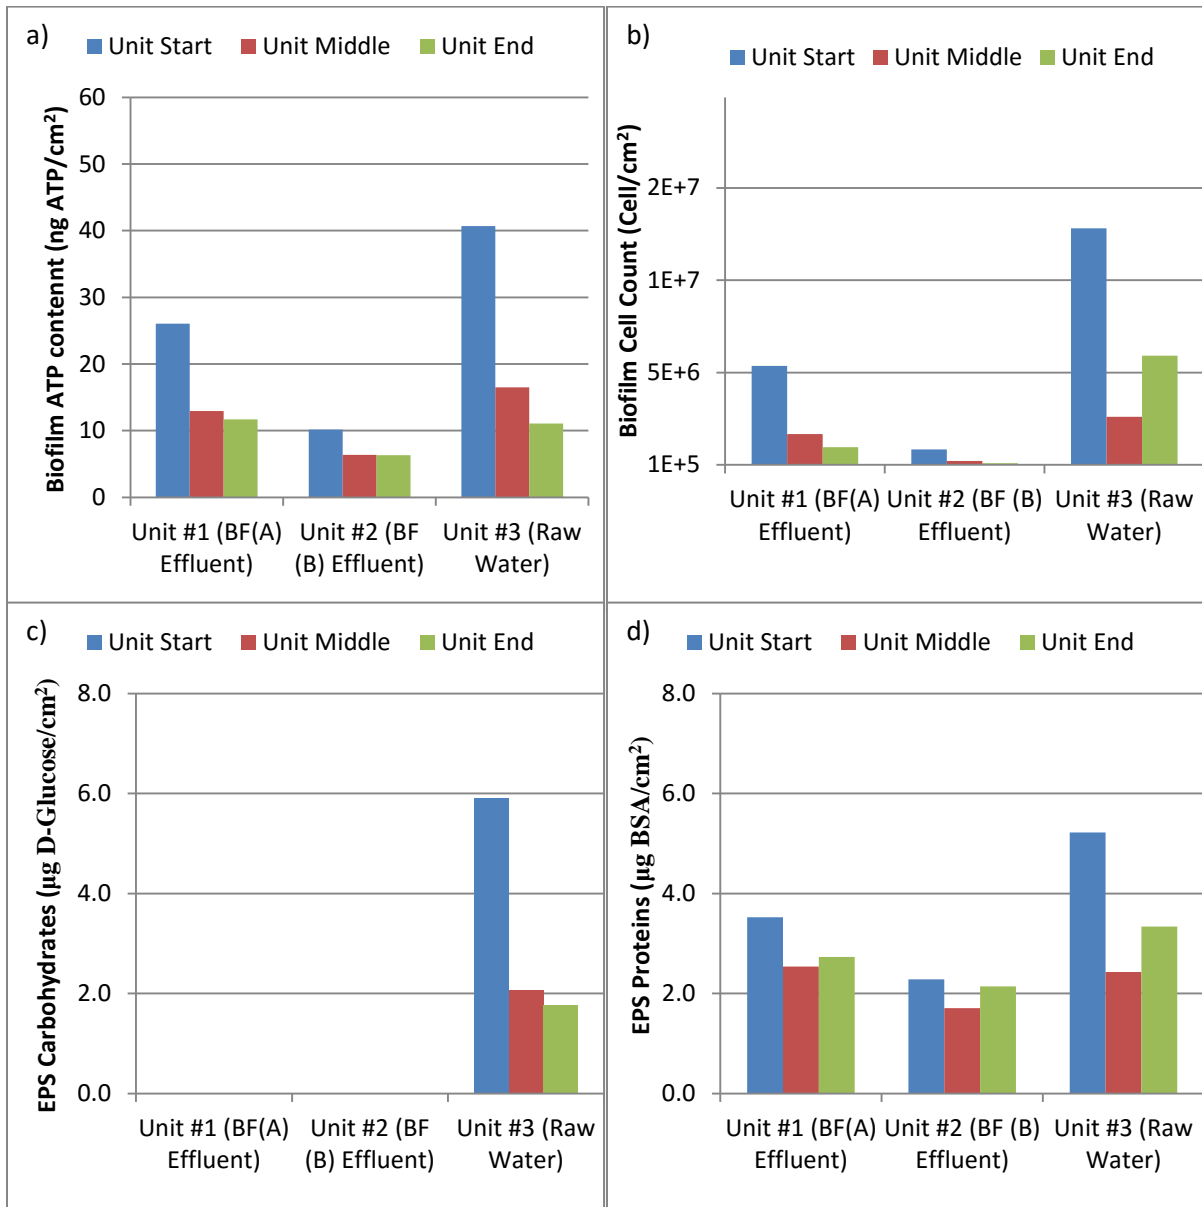 a)
Unit Start Unit Middle Unit End
Biofilm ATP contennt (ng ATP/cm²)
60
50
40
30
20
10
0
Unit #1 (BF(A) Effluent)
Unit #2 (BF (B) Effluent)
Unit #3 (Raw Water)
b)
Unit Start Unit Middle Unit End
Biofilm Cell Count (Cell/cm²)
2E+7
1E+7
5E+6
1E+5
Unit #1 (BF(A) Effluent)
Unit #2 (BF (B) Effluent)
Unit #3 (Raw Water)
c)
Unit Start Unit Middle Unit End
EPS Carbohydrates (µg D-Glucose/cm²)
8.0
6.0
4.0
2.0
0.0
Unit #1 (BF(A) Effluent)
Unit #2 (BF (B) Effluent)
Unit #3 (Raw Water)
d)
Unit Start Unit Middle Unit End
EPS Proteins (µg BSA/cm²)
8.0
6.0
4.0
2.0
0.0
Unit #1 (BF(A) Effluent)
Unit #2 (BF (B) Effluent)
Unit #3 (Raw Water)